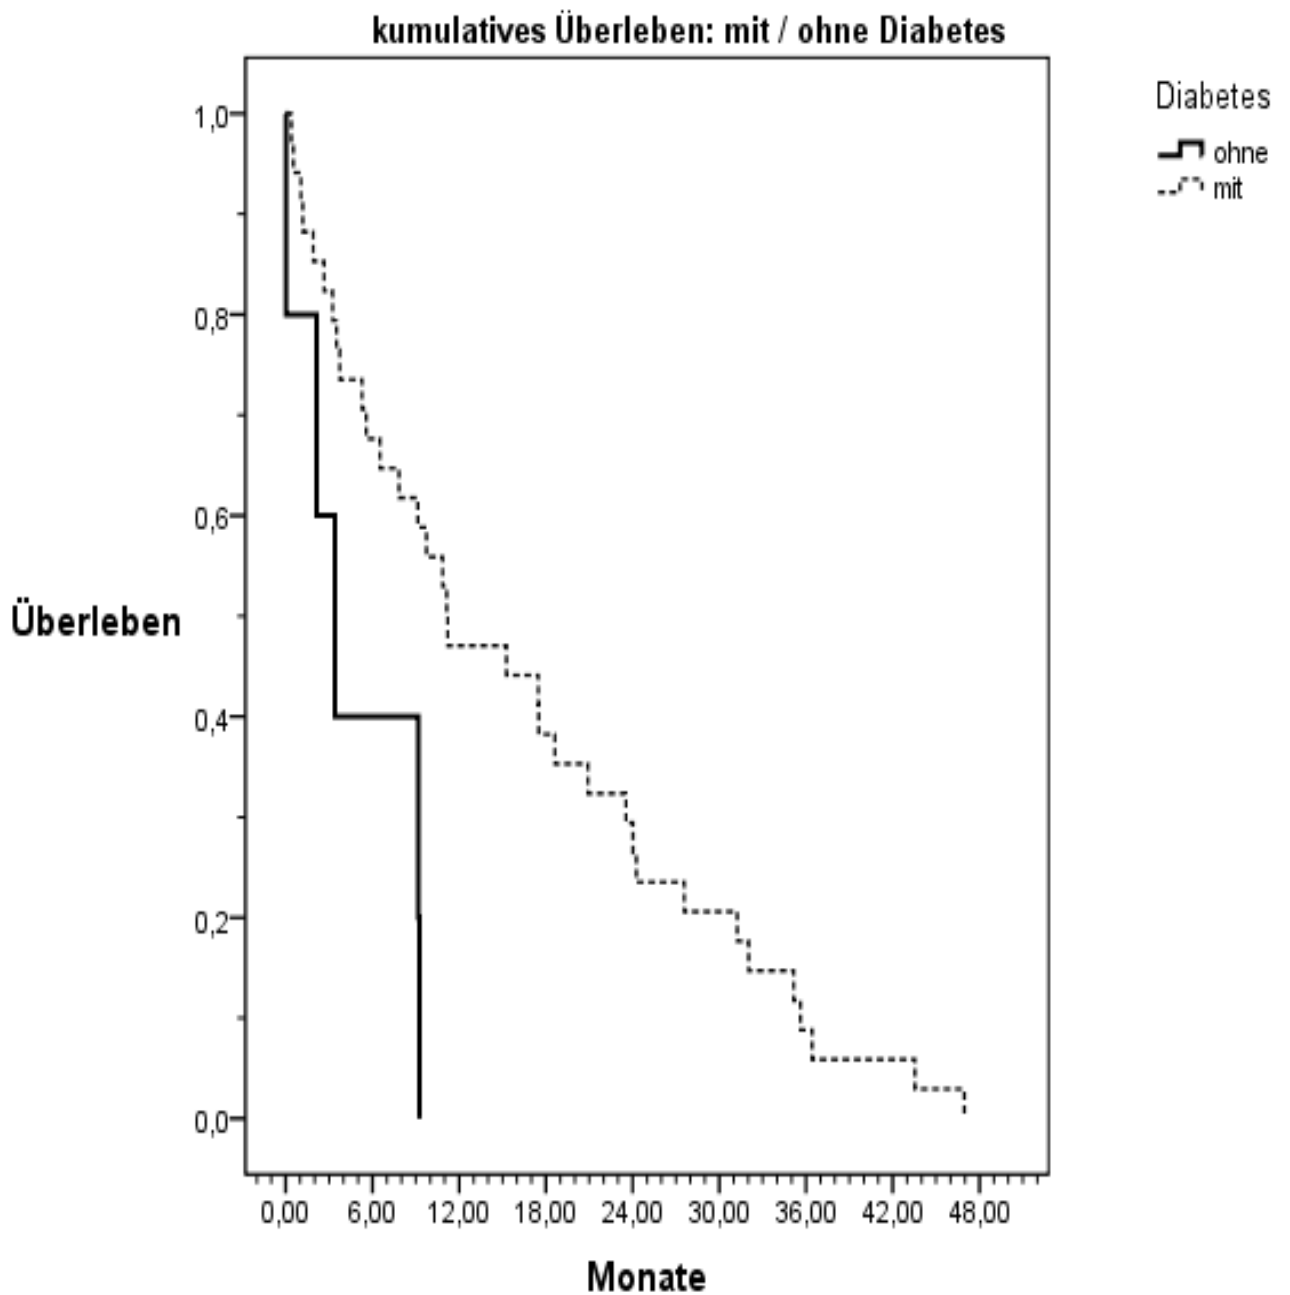 kumulatives Überleben: mit / ohne Diabetes
Diabetes
ohne
mit
1,0
0,8
0,6
Überleben
0,4
0,2
0,0
0,00 6,00 12,00 18,00 24,00 30,00 36,00 42,00 48,00
Monate